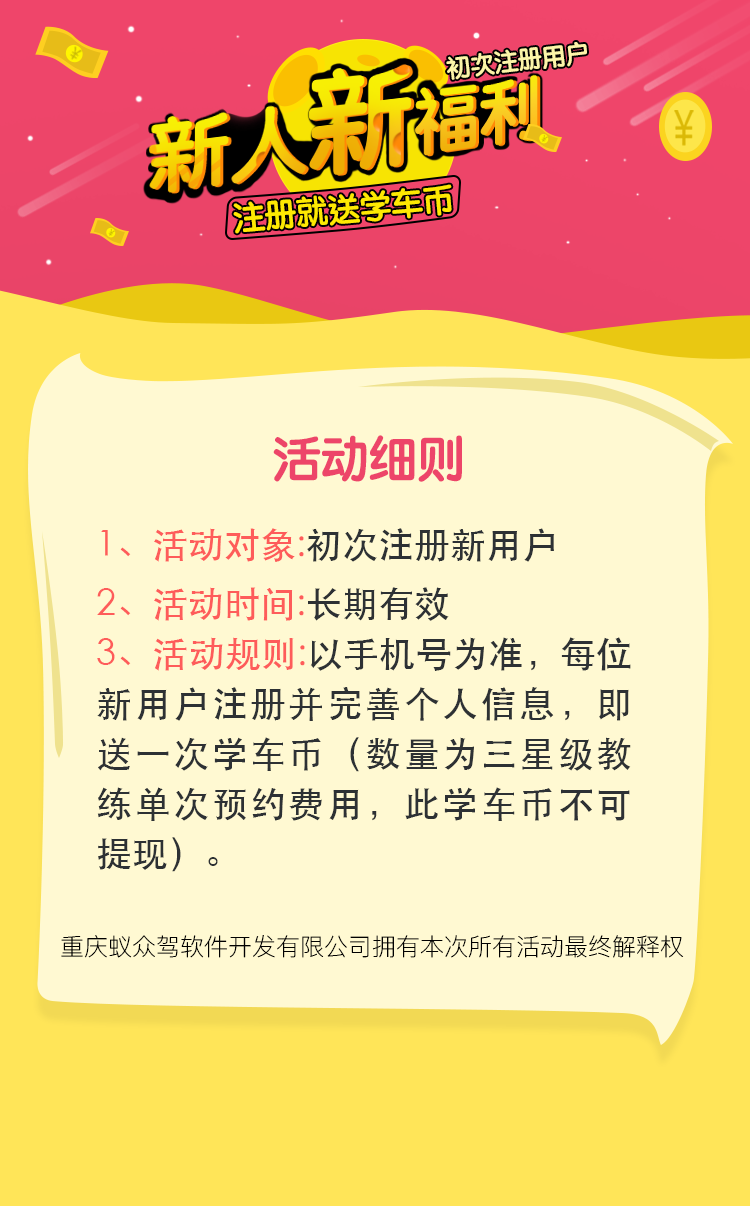 初次注册用户
新人新福利
注册就送学车币
活动细则
1、活动对象:初次注册新用户
2、活动时间:长期有效
3、活动规则:以手机号为准，每位
新用户注册并完善个人信息，即
送一次学车币（数量为三星级教
练单次预约费用，此学车币不可
提现）。
重庆蚁众驾软件开发有限公司拥有本次所有活动最终解释权